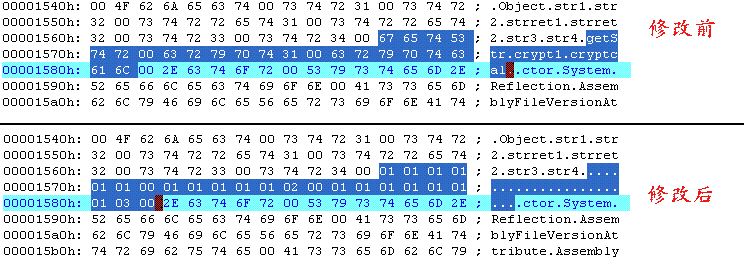 00001540h: 00 4F 62 6A 65 63 74 00 73 74 72 31 00 73 74 72 ; .Object.str1.str
00001550h: 32 00 73 74 72 72 65 74 31 00 73 74 72 72 65 74 ; 2.strret1.strret
00001560h: 32 00 73 74 72 33 00 73 74 72 34 00 67 65 74 53 ; 2.str3.str4.getS
00001570h: 74 72 00 63 72 79 70 74 31 00 63 72 79 70 74 63 ; tr.crypt1.cryptc
00001580h: 61 6C 00 2E 63 74 6F 72 00 53 79 73 74 65 6D 2E ; al..ctor.System.
00001590h: 52 65 66 6C 65 63 74 69 6F 6E 00 41 73 73 65 6D ; Reflection.Assem
000015a0h: 62 6C 79 46 69 6C 65 56 65 72 73 69 6F 6E 41 74 ; blyFileVersionAt
修改前
00001540h: 00 4F 62 6A 65 63 74 00 73 74 72 31 00 73 74 72 ; .Object.str1.str
00001550h: 32 00 73 74 72 72 65 74 31 00 73 74 72 72 65 74 ; 2.strret1.strret
00001560h: 32 00 73 74 72 33 00 73 74 72 34 00 01 01 01 01 ; 2.str3.str4.....
00001570h: 01 01 00 01 01 01 01 01 02 00 01 01 01 01 01 01 ; ................
00001580h: 01 03 00 2E 63 74 6F 72 00 53 79 73 74 65 6D 2E ; ....ctor.System.
00001590h: 52 65 66 6C 65 63 74 69 6F 6E 00 41 73 73 65 6D ; Reflection.Assem
000015a0h: 62 6C 79 46 69 6C 65 56 65 72 73 69 6F 6E 41 74 ; blyFileVersionAt
000015b0h: 74 72 69 62 75 74 65 00 41 73 73 65 6D 62 6C 79 ; tribute.Assembly
修改后